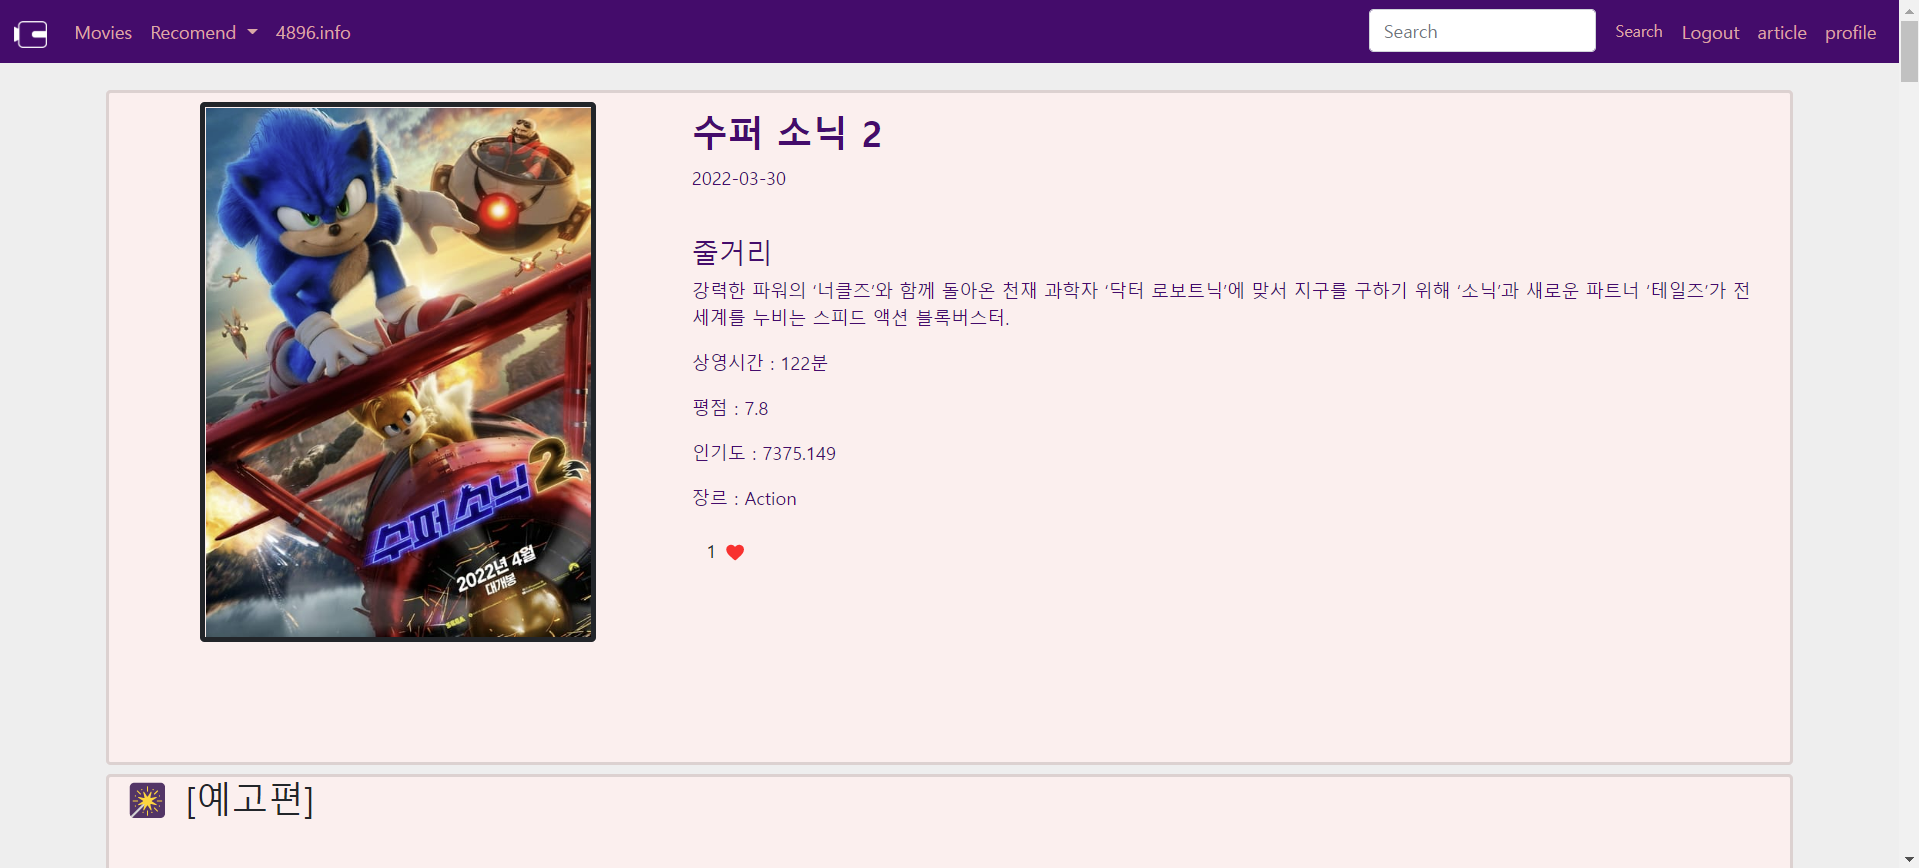 Movies Recomend 4896.info Search Search Logout article profile
수퍼 소닉 2
2022-03-30
줄거리
강력한 파워의 ‘너클즈’와 함께 돌아온 천재 과학자 ‘닥터 로보트닉’에 맞서 지구를 구하기 위해 ‘소닉’과 새로운 파트너 ‘테일즈’가 전
세계를 누비는 스피드 액션 블록버스터.
상영시간 : 122분
평점 : 7.8
인기도 : 7375.149
장르 : Action
1
수퍼 소닉 2
2022년 4월
대개봉
SEGA
[예고편]